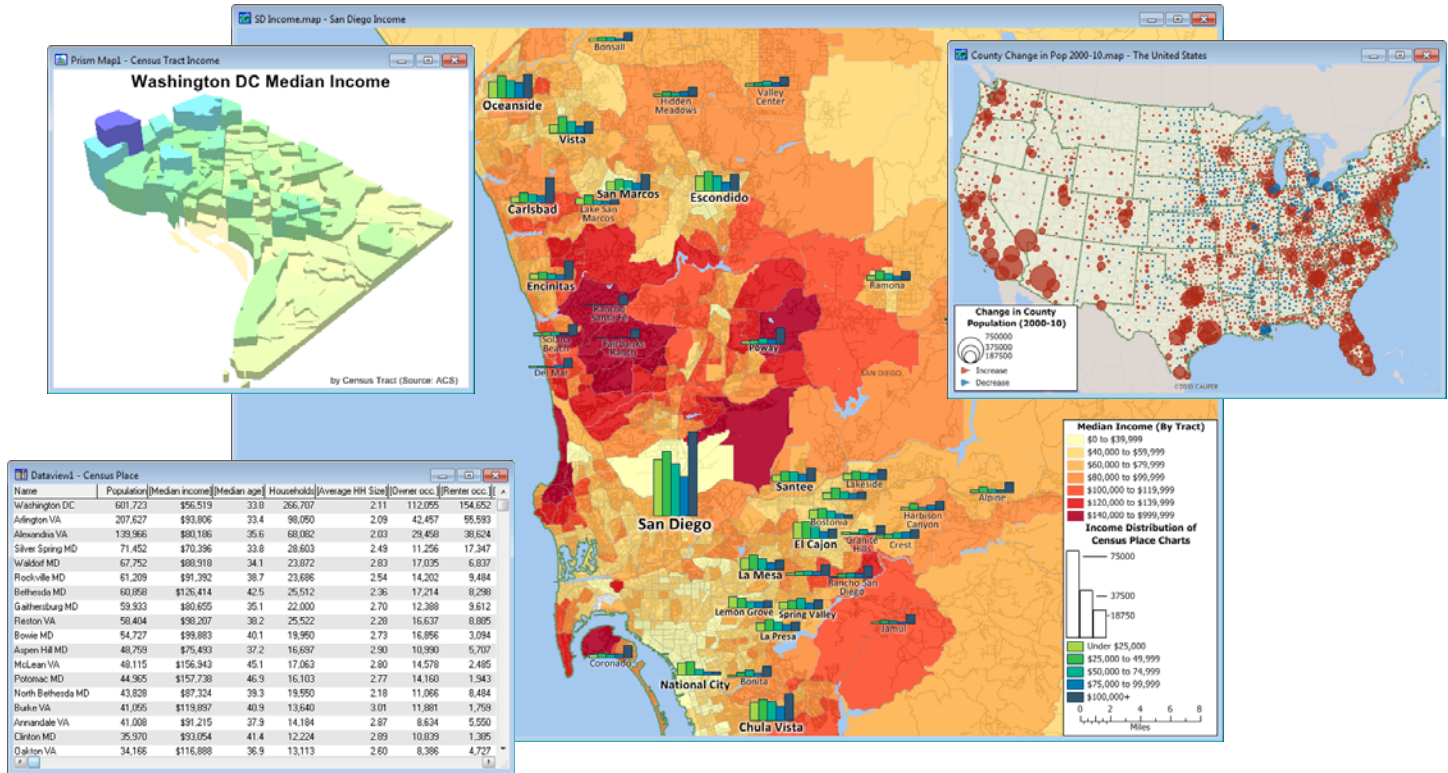 SD Income.map - San Diego Income
Prism Map1 - Census Tract Income
Washington DC Median Income
by Census Tract (Source: ACS)
County Change in Pop 2000-10.map - The United States
Change in County
Population (2000-10)
750000
375000
187500
Increase
Decrease
©2010 CALIPER
Bonsall
Oceanside
Hidden
Meadows
Valley
Center
Vista
San Marcos
Escondido
Carlsbad
Lake San
Marcos
Encinitas
Ramona
Rancho
Santa Fe
Solana
Beach
Fairbanks
Ranch
Poway
Del Mar
SAN DIEGO
San Diego
Santee
Lakeside
Alpine
Bostonia
Harbison
Canyon
El Cajon
Granite
Hills
Crest
La Mesa
Rancho San
Diego
Lemon Grove
Spring Valley
La Presa
Jamul
Coronado
National City
Bonita
Chula Vista
Median Income (By Tract)
$0 to $39,999
$40,000 to $59,999
$60,000 to $79,999
$80,000 to $99,999
$100,000 to $119,999
$120,000 to $139,999
$140,000 to $999,999
Income Distribution of
Census Place Charts
75000
37500
18750
Under $25,000
$25,000 to 49,999
$50,000 to 74,999
$75,000 to 99,999
$100,000+
0 2 4 6 8
Miles
Dataview1 - Census Place
Name Population [Median income] [Median age] Households [Average HH Size] [Owner occ.] [Renter occ.] [
Washington DC 601,723 $56,519 33.8 266,707 2.11 112,055 154,652
Arlington VA 207,627 $93,806 33.4 98,050 2.09 42,457 55,593
Alexandria VA 139,966 $80,186 35.6 68,082 2.03 29,458 38,624
Silver Spring MD 71,452 $70,396 33.8 28,603 2.49 11,256 17,347
Waldorf MD 67,752 $88,918 34.1 23,872 2.83 17,035 6,837
Rockville MD 61,209 $91,392 38.7 23,686 2.54 14,202 9,484
Bethesda MD 60,858 $126,414 42.5 25,512 2.36 17,214 8,298
Gaithersburg MD 59,933 $80,655 35.1 22,000 2.70 12,388 9,612
Reston VA 58,404 $98,207 38.2 25,522 2.28 16,637 8,885
Bowie MD 54,727 $99,883 40.1 19,950 2.73 16,856 3,094
Aspen Hill MD 48,759 $75,493 37.2 16,697 2.90 10,990 5,707
McLean VA 48,115 $156,943 45.1 17,063 2.80 14,578 2,485
Potomac MD 44,965 $157,738 46.9 16,103 2.77 14,160 1,943
North Bethesda MD 43,828 $87,324 39.3 19,550 2.18 11,066 8,484
Burke VA 41,055 $119,897 40.9 13,640 3.01 11,881 1,759
Annandale VA 41,008 $91,215 37.9 14,184 2.87 8,634 5,550
Clinton MD 35,970 $93,054 41.4 12,224 2.89 10,839 1,385
Oakton VA 34,166 $116,888 36.9 13,113 2.60 8,386 4,727